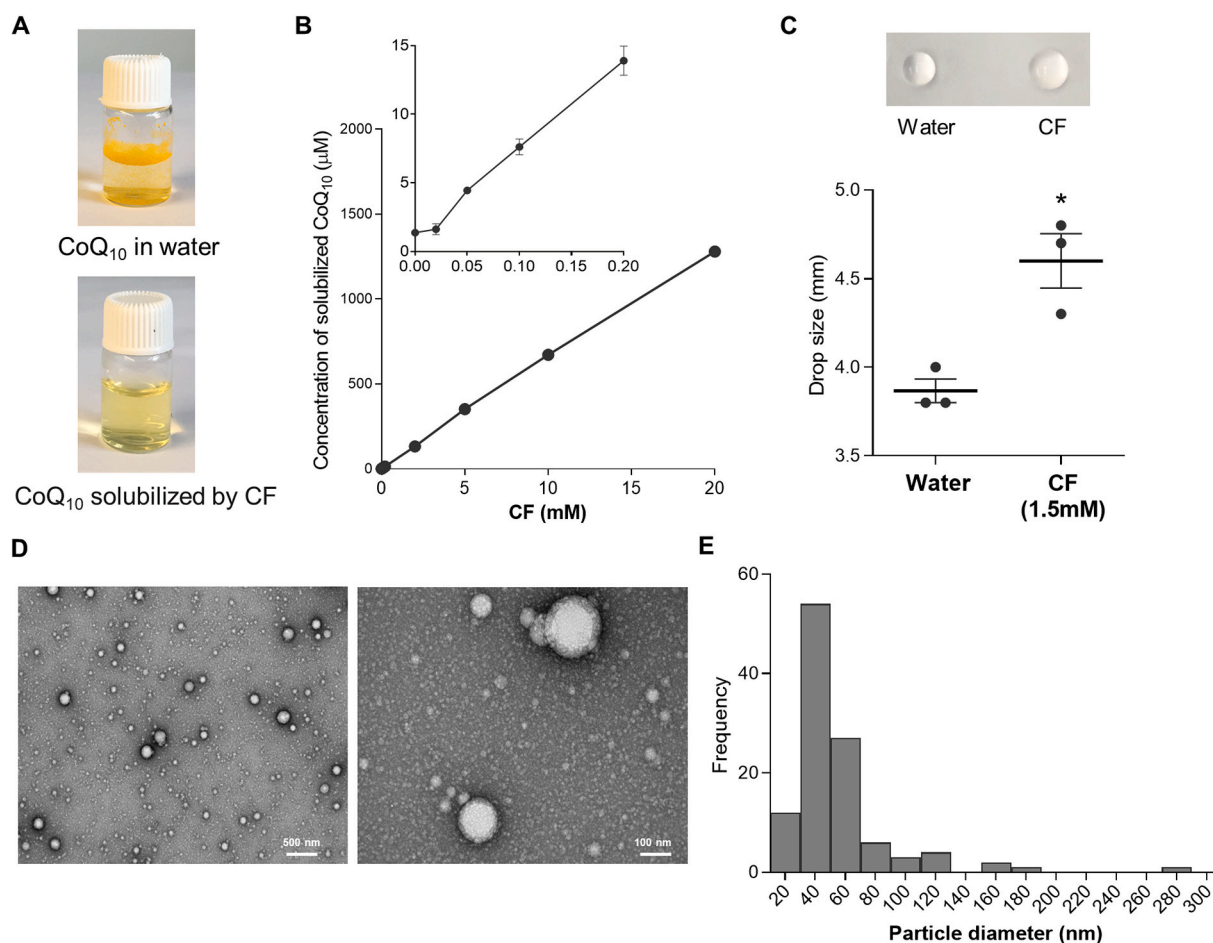 A
CoQ₁₀ in water
CoQ₁₀ solubilized by CF
B
Concentration of solubilized CoQ₁₀ (μM)
2000
1500
1000
500
0
0
5
10
15
20
CF (mM)
15
10
5
0
0.00
0.05
0.10
0.15
0.20
C
Water
CF
Drop size (mm)
5.0
4.5
4.0
3.5
*
Water
CF
(1.5mM)
D
500 nm
100 nm
E
Frequency
60
40
20
0
20
40
60
80
100
120
140
160
180
200
220
240
260
280
300
Particle diameter (nm)